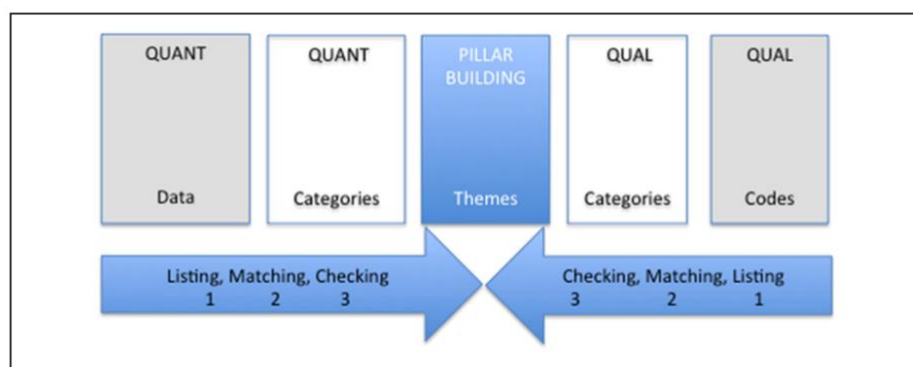 QUANT
Data
QUANT
Categories
PILLAR
BUILDING
Themes
QUAL
Categories
QUAL
Codes
Listing, Matching, Checking
1 2 3
Checking, Matching, Listing
3 2 1